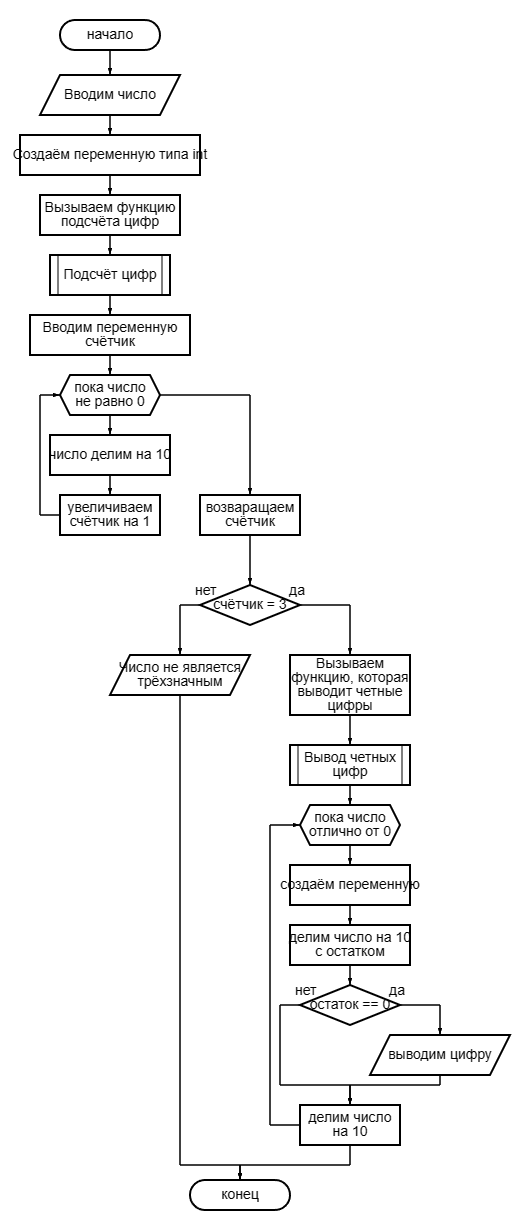 начало
Вводим число
Создаём переменную типа int
Вызываем функцию
подсчёта цифр
Подсчёт цифр
Вводим переменную
счётчик
пока число
не равно 0
число делим на 10
увеличиваем
счётчик на 1
возваращаем
счётчик
нет
да
счётчик = 3
Число не является
трёхзначным
Вызываем
функцию, которая
выводит четные
цифры
Вывод четных
цифр
пока число
отлично от 0
создаём переменную
делим число на 10
с остатком
нет
да
остаток == 0
выводим цифру
делим число
на 10
конец